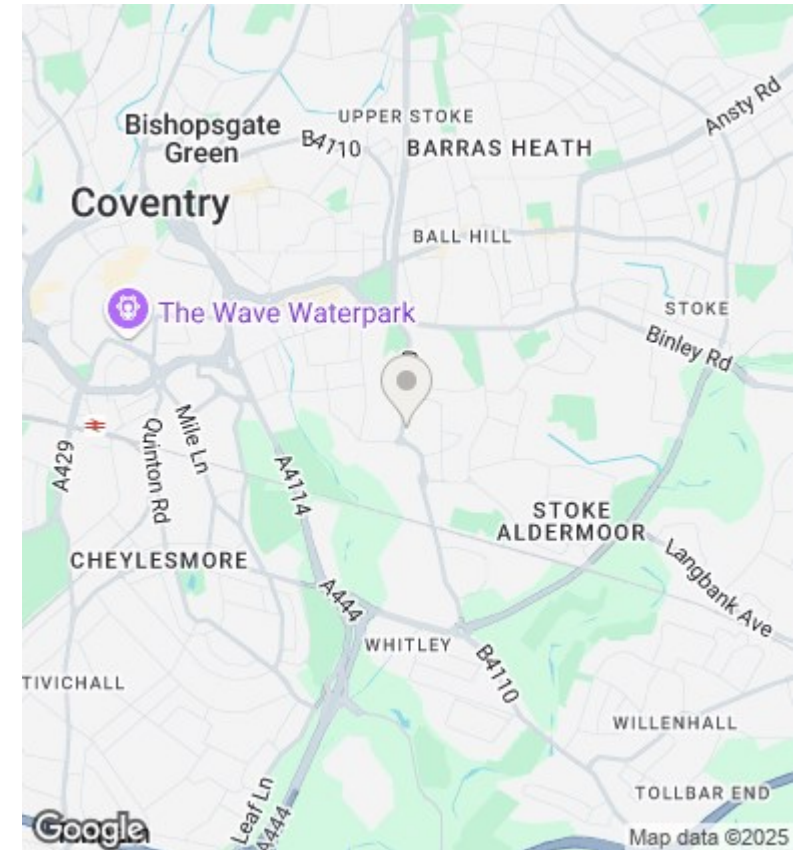 UPPER STOKE
Ansty Rd
Bishopsgate
Green
B4110
BARRAS HEATH
Coventry
BALL HILL
The Wave Waterpark
STOKE
Binley Rd
A429
Quinton Rd
Mile Ln
A4114
STOKE
ALDERMOOR
CHEYLESMORE
Langbank Ave
A444
WHITLEY
B4110
TIVICHALL
WILLENHALL
Leaf Ln
A444
TOLLBAR END
Google
Map data ©2025